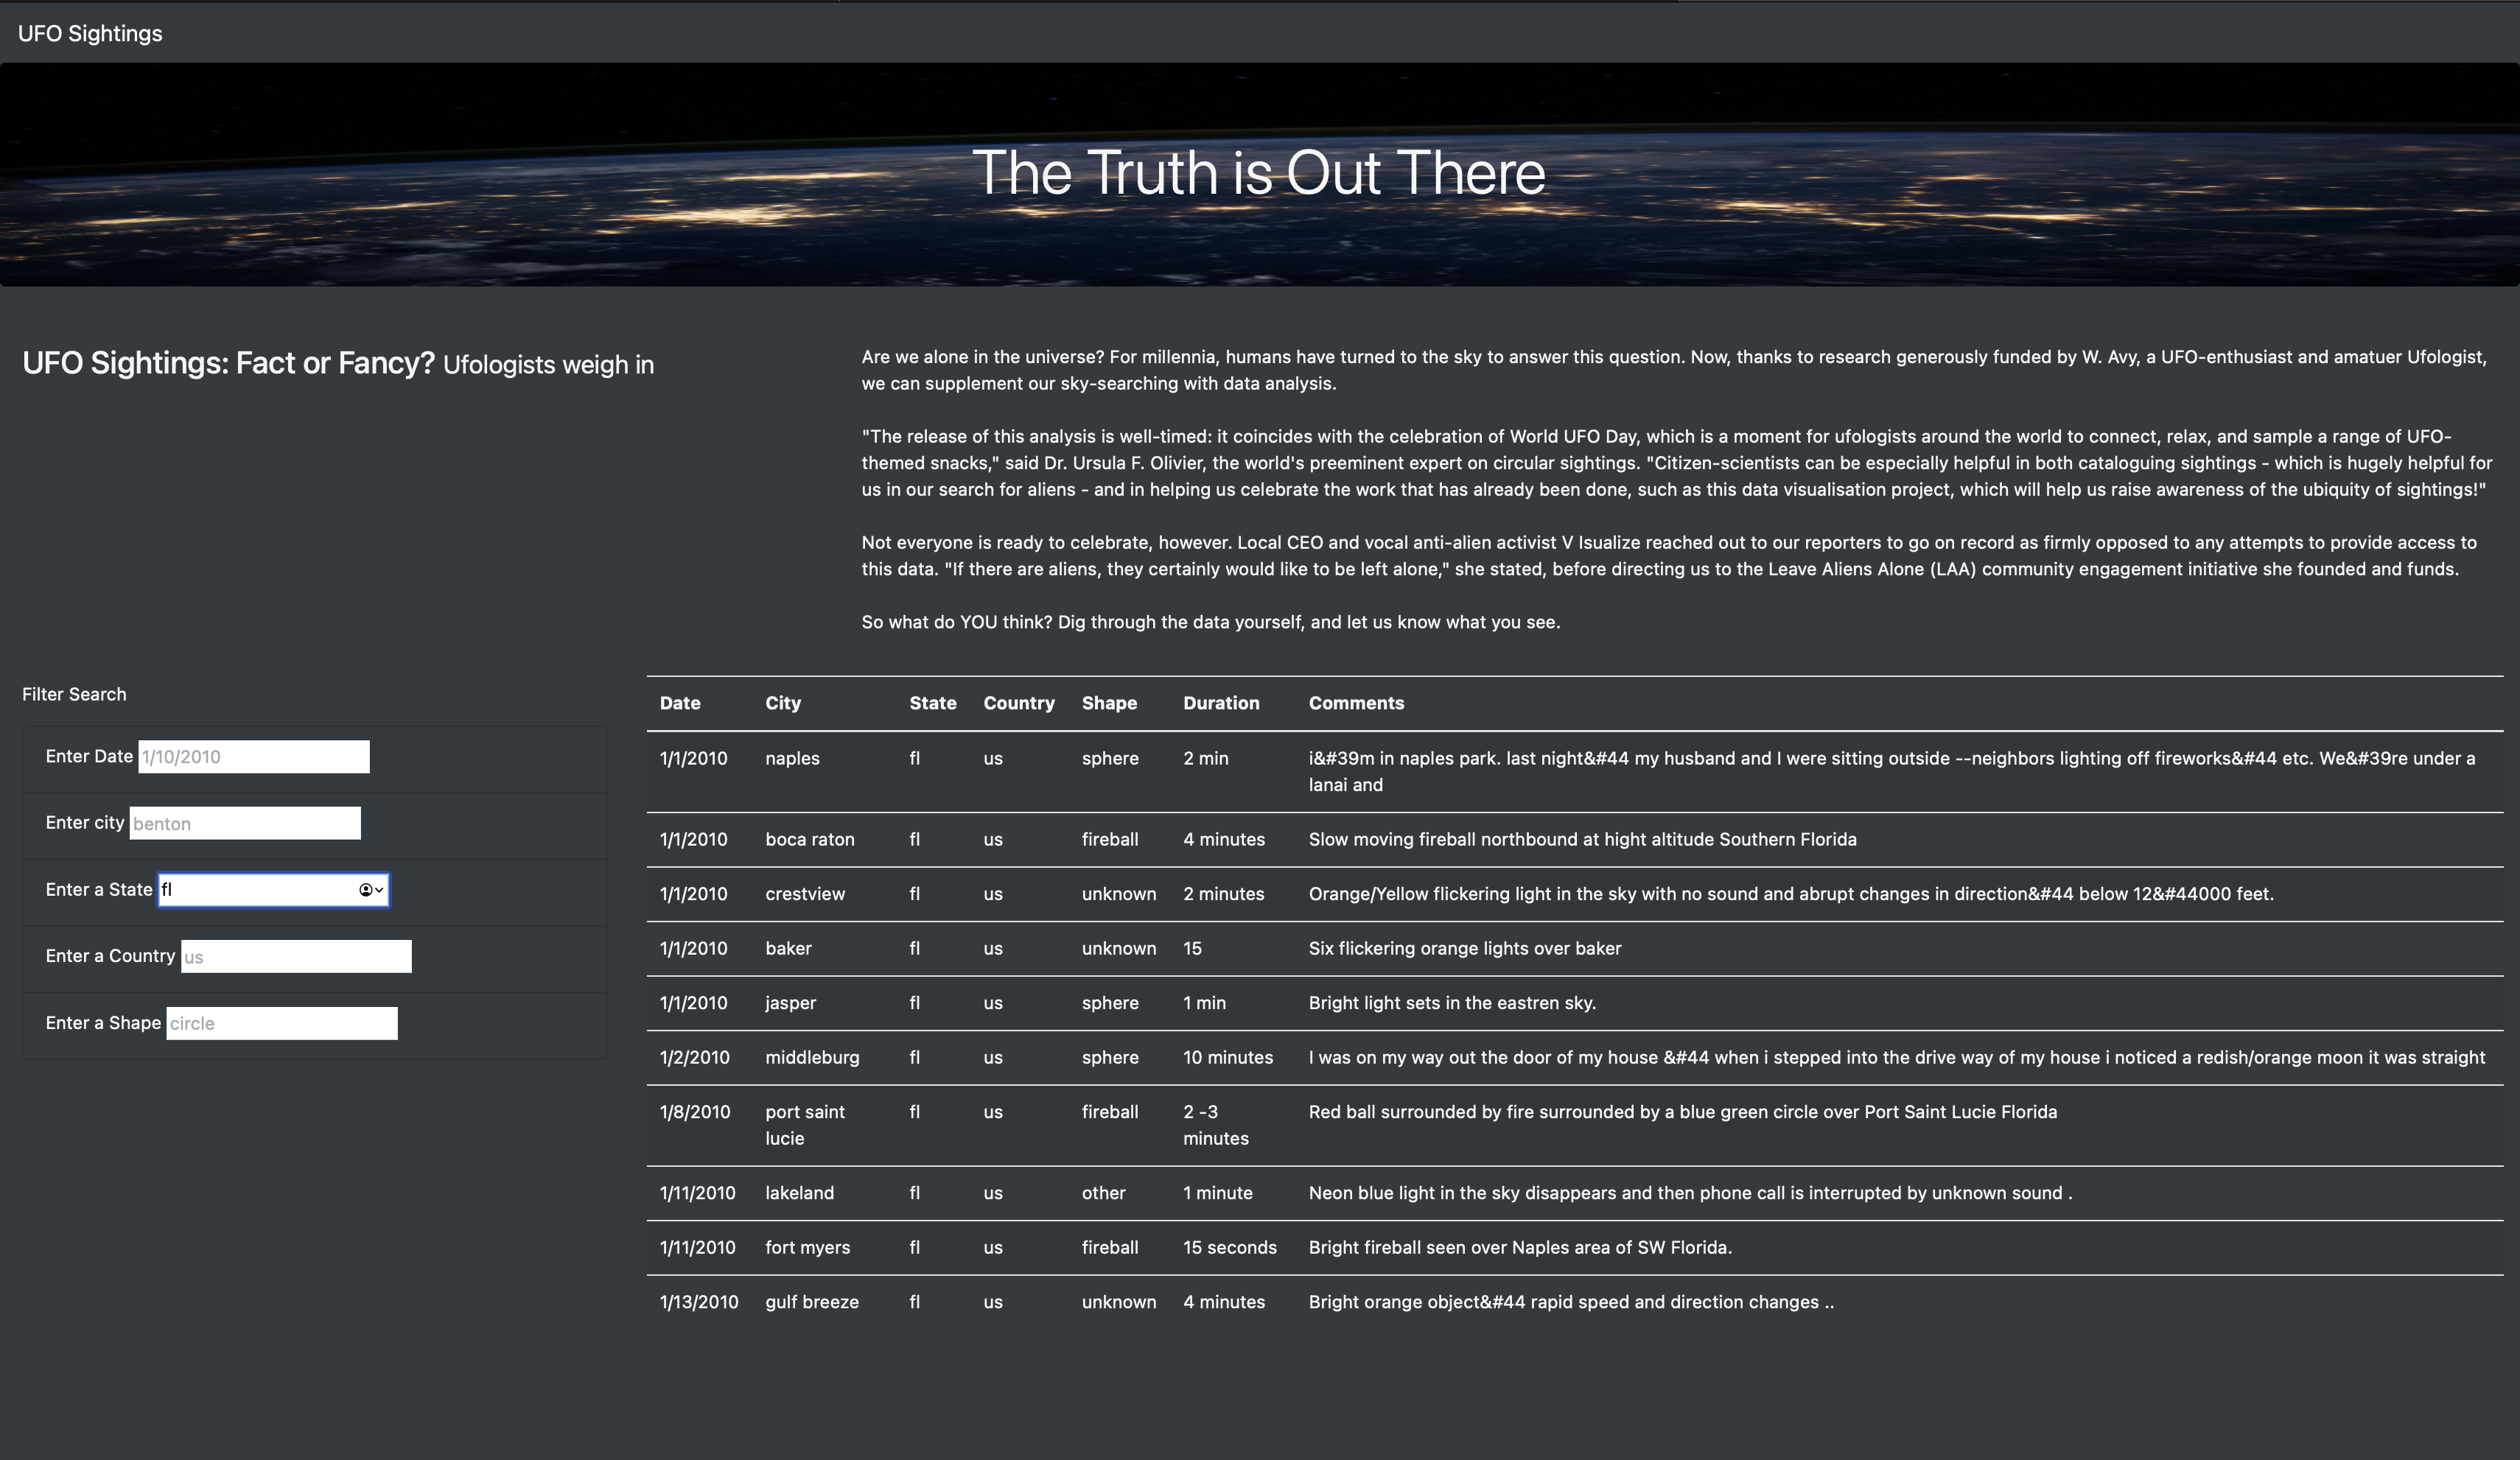 UFO Sightings
The Truth is Out There
UFO Sightings: Fact or Fancy? Ufologists weigh in
Are we alone in the universe? For millennia, humans have turned to the sky to answer this question. Now, thanks to research generously funded by W. Avy, a UFO-enthusiast and amatuer Ufologist,
we can supplement our sky-searching with data analysis.
"The release of this analysis is well-timed: it coincides with the celebration of World UFO Day, which is a moment for ufologists around the world to connect, relax, and sample a range of UFO-
themed snacks," said Dr. Ursula F. Olivier, the world's preeminent expert on circular sightings. "Citizen-scientists can be especially helpful in both cataloguing sightings - which is hugely helpful for
us in our search for aliens - and in helping us celebrate the work that has already been done, such as this data visualisation project, which will help us raise awareness of the ubiquity of sightings!"
Not everyone is ready to celebrate, however. Local CEO and vocal anti-alien activist V Isualize reached out to our reporters to go on record as firmly opposed to any attempts to provide access to
this data. "If there are aliens, they certainly would like to be left alone," she stated, before directing us to the Leave Aliens Alone (LAA) community engagement initiative she founded and funds.
So what do YOU think? Dig through the data yourself, and let us know what you see.
Filter Search
Enter Date 1/10/2010
Enter city benton
Enter a State fl
Enter a Country us
Enter a Shape circle
Date City State Country Shape Duration Comments
1/1/2010 naples fl us sphere 2 min i&#39m in naples park. last night&#44 my husband and I were sitting outside --neighbors lighting off fireworks&#44 etc. We&#39re under a
lanai and
1/1/2010 boca raton fl us fireball 4 minutes Slow moving fireball northbound at hight altitude Southern Florida
1/1/2010 crestview fl us unknown 2 minutes Orange/Yellow flickering light in the sky with no sound and abrupt changes in direction&#44 below 12&#44000 feet.
1/1/2010 baker fl us unknown 15 Six flickering orange lights over baker
1/1/2010 jasper fl us sphere 1 min Bright light sets in the eastren sky.
1/2/2010 middleburg fl us sphere 10 minutes I was on my way out the door of my house &#44 when i stepped into the drive way of my house i noticed a redish/orange moon it was straight
1/8/2010 port saint fl us fireball 2 -3 Red ball surrounded by fire surrounded by a blue green circle over Port Saint Lucie Florida
lucie minutes
1/11/2010 lakeland fl us other 1 minute Neon blue light in the sky disappears and then phone call is interrupted by unknown sound .
1/11/2010 fort myers fl us fireball 15 seconds Bright fireball seen over Naples area of SW Florida.
1/13/2010 gulf breeze fl us unknown 4 minutes Bright orange object&#44 rapid speed and direction changes ..